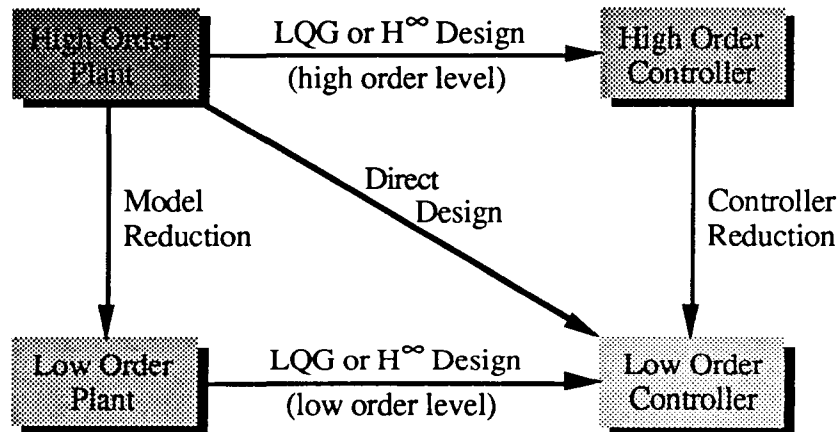 High Order
Plant
LQG or H∞ Design
(high order level)
High Order
Controller
Model
Reduction
Direct
Design
Controller
Reduction
Low Order
Plant
LQG or H∞ Design
(low order level)
Low Order
Controller